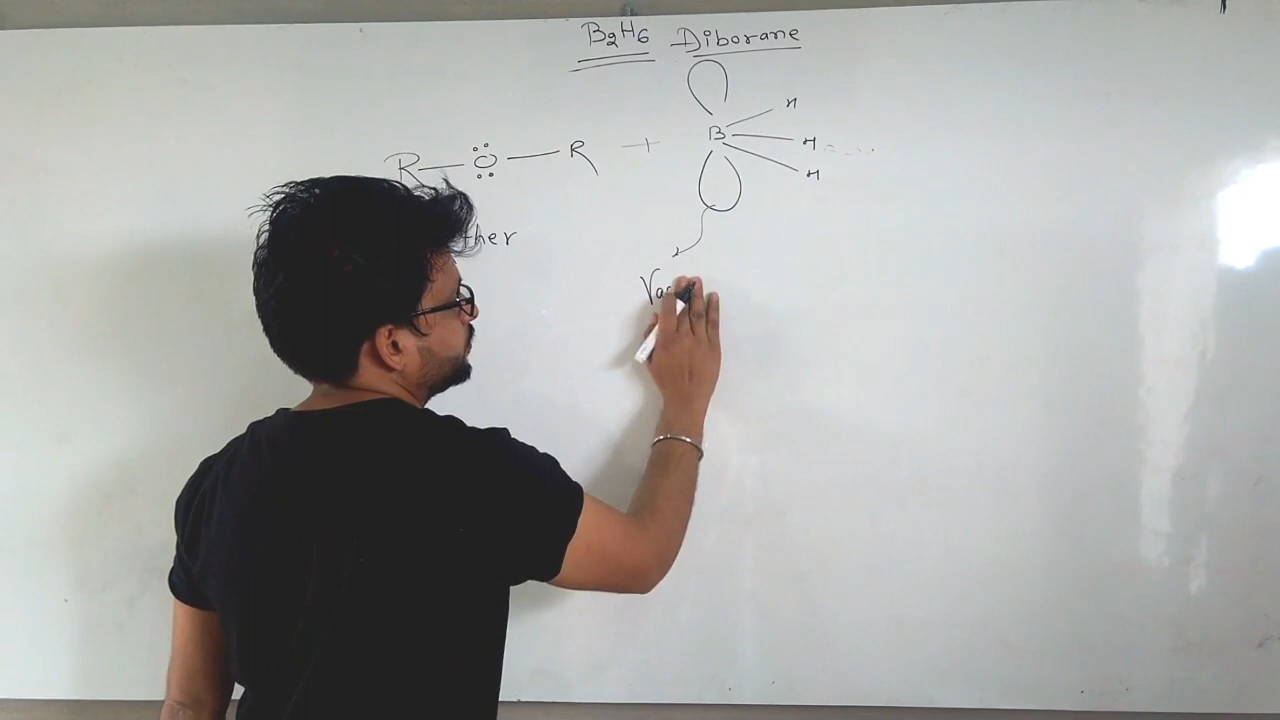 B2H6 Diborane
H
R — O — R + B H
H
ther
Va